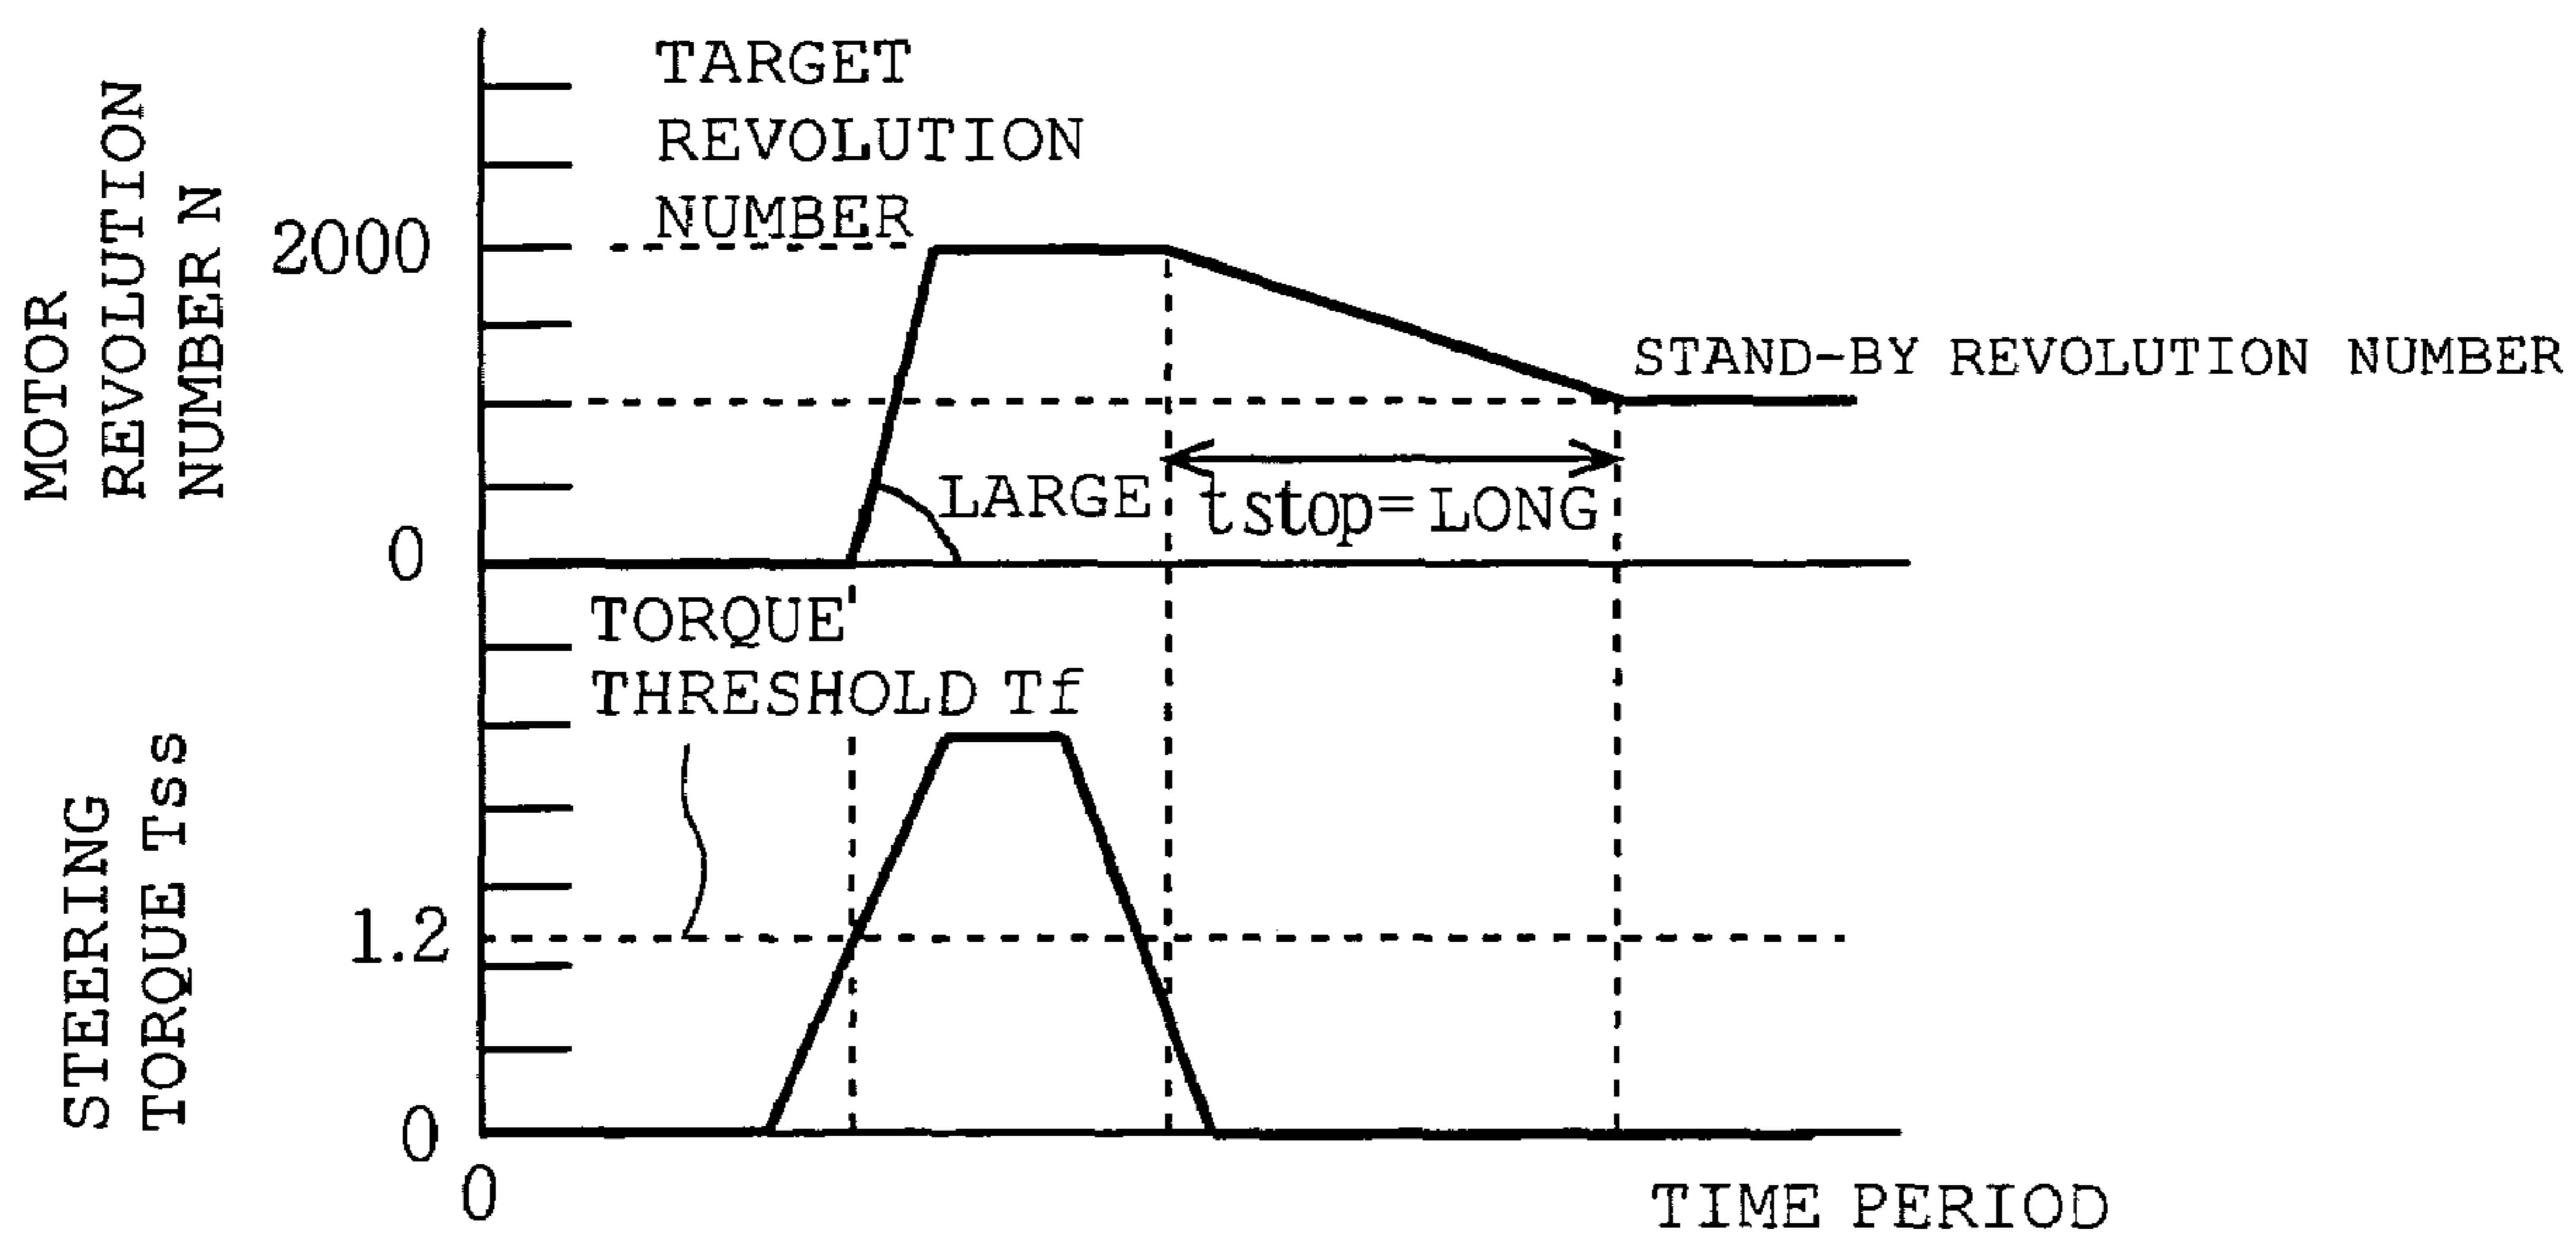 TARGET
REVOLUTION
NUMBER
MOTOR
REVOLUTION
NUMBER N
2000
0
STAND-BY REVOLUTION NUMBER
LARGE
tstop=LONG
TORQUE
THRESHOLD Tf
STEERING
TORQUE Tss
1.2
0
0
TIME PERIOD